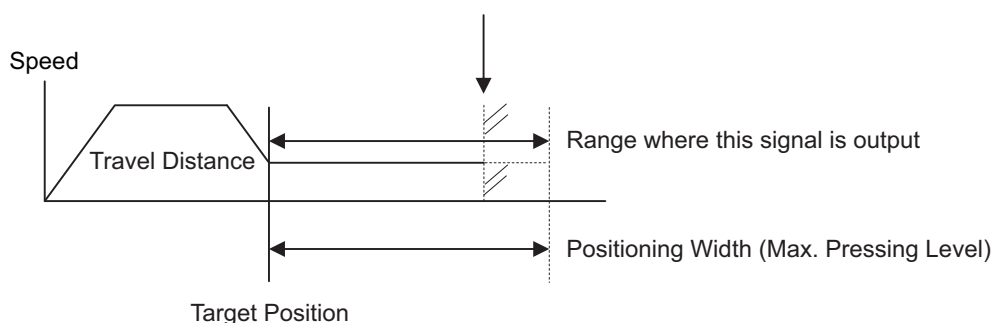 Speed
Range where this signal is output
Travel Distance
Positioning Width (Max. Pressing Level)
Target Position